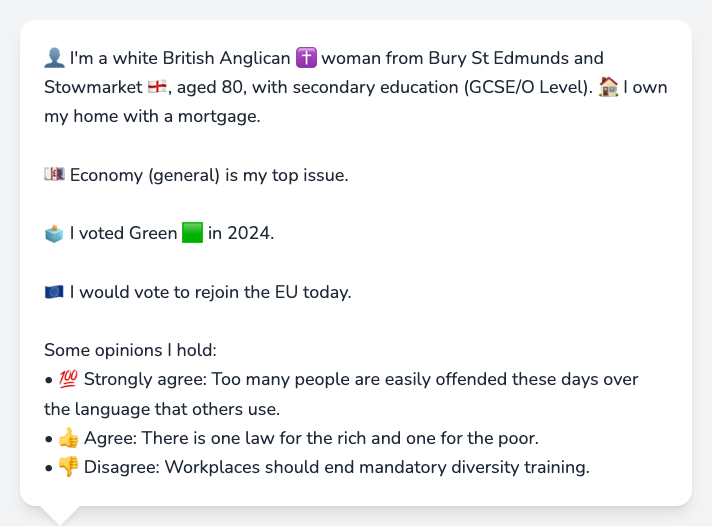 👤 I'm a white British Anglican ✝️ woman from Bury St Edmunds and
Stowmarket 🏴󠁧󠁢󠁥󠁮󠁧󠁿, aged 80, with secondary education (GCSE/O Level). 🏠 I own
my home with a mortgage.
💷 Economy (general) is my top issue.
🗳️ I voted Green 🟩 in 2024.
🇪🇺 I would vote to rejoin the EU today.
Some opinions I hold:
• 💯 Strongly agree: Too many people are easily offended these days over
the language that others use.
• 👍 Agree: There is one law for the rich and one for the poor.
• 👎 Disagree: Workplaces should end mandatory diversity training.